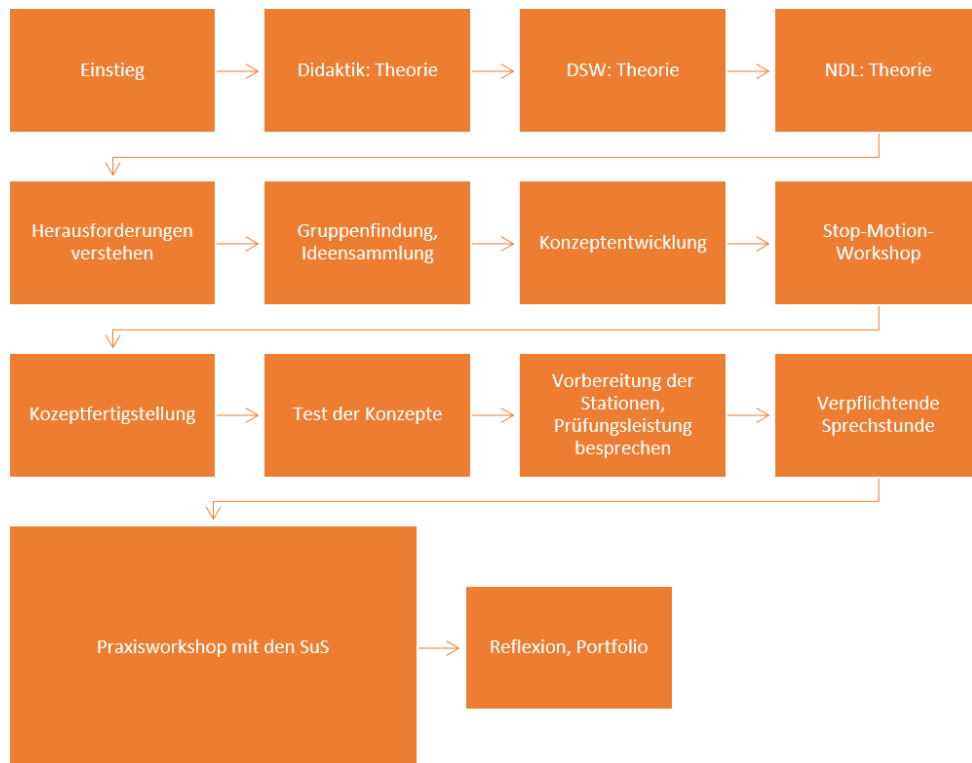 Einstieg
Didaktik: Theorie
DSW: Theorie
NDL: Theorie
Herausforderungen
verstehen
Gruppenfindung,
Ideensammlung
Konzeptentwicklung
Stop-Motion-
Workshop
Kozeptfertigstellung
Test der Konzepte
Vorbereitung der
Stationen,
Prüfungsleistung
besprechen
Verpflichtende
Sprechstunde
Praxisworkshop mit den SuS
Reflexion, Portfolio